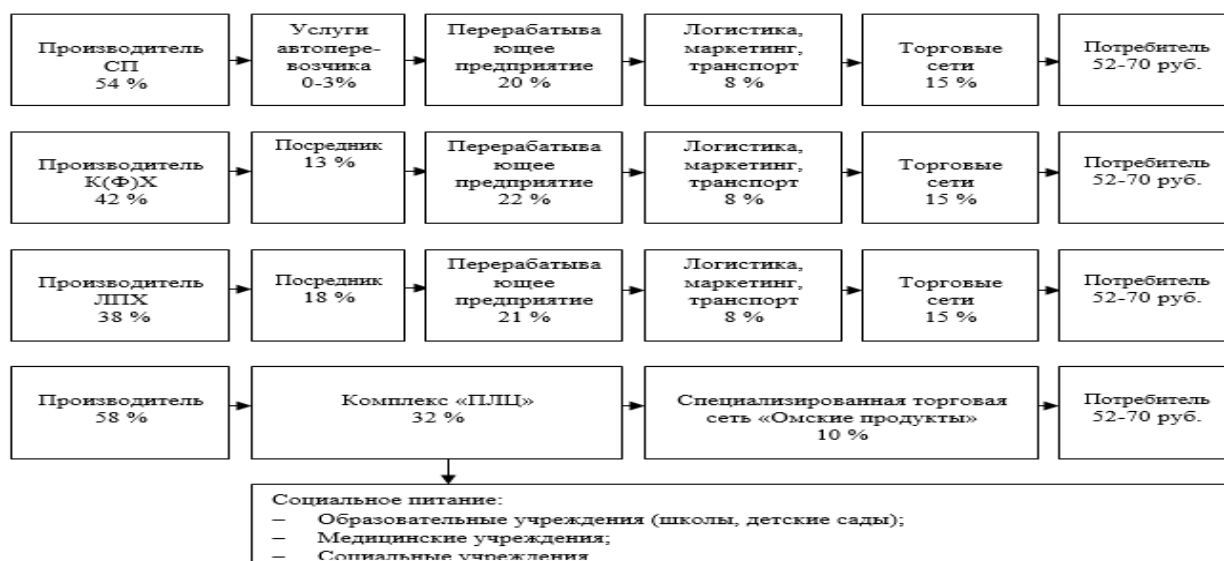 Производитель
СП
54 %
Услуги
автопере-
возчика
0-3%
Перерабатыва
ющее
предприятие
20 %
Логистика,
маркетинг,
транспорт
8 %
Торговые
сети
15 %
Потребитель
52-70 руб.
Производитель
К(Ф)Х
42 %
Посредник
13 %
Перерабатыва
ющее
предприятие
22 %
Логистика,
маркетинг,
транспорт
8 %
Торговые
сети
15 %
Потребитель
52-70 руб.
Производитель
ЛПХ
38 %
Посредник
18 %
Перерабатыва
ющее
предприятие
21 %
Логистика,
маркетинг,
транспорт
8 %
Торговые
сети
15 %
Потребитель
52-70 руб.
Производитель
58 %
Комплекс «ПЛЦ»
32 %
Специализированная торговая
сеть «Омские продукты»
10 %
Потребитель
52-70 руб.
Социальное питание:
– Образовательные учреждения (школы, детские сады);
– Медицинские учреждения;
– Социальные учреждения